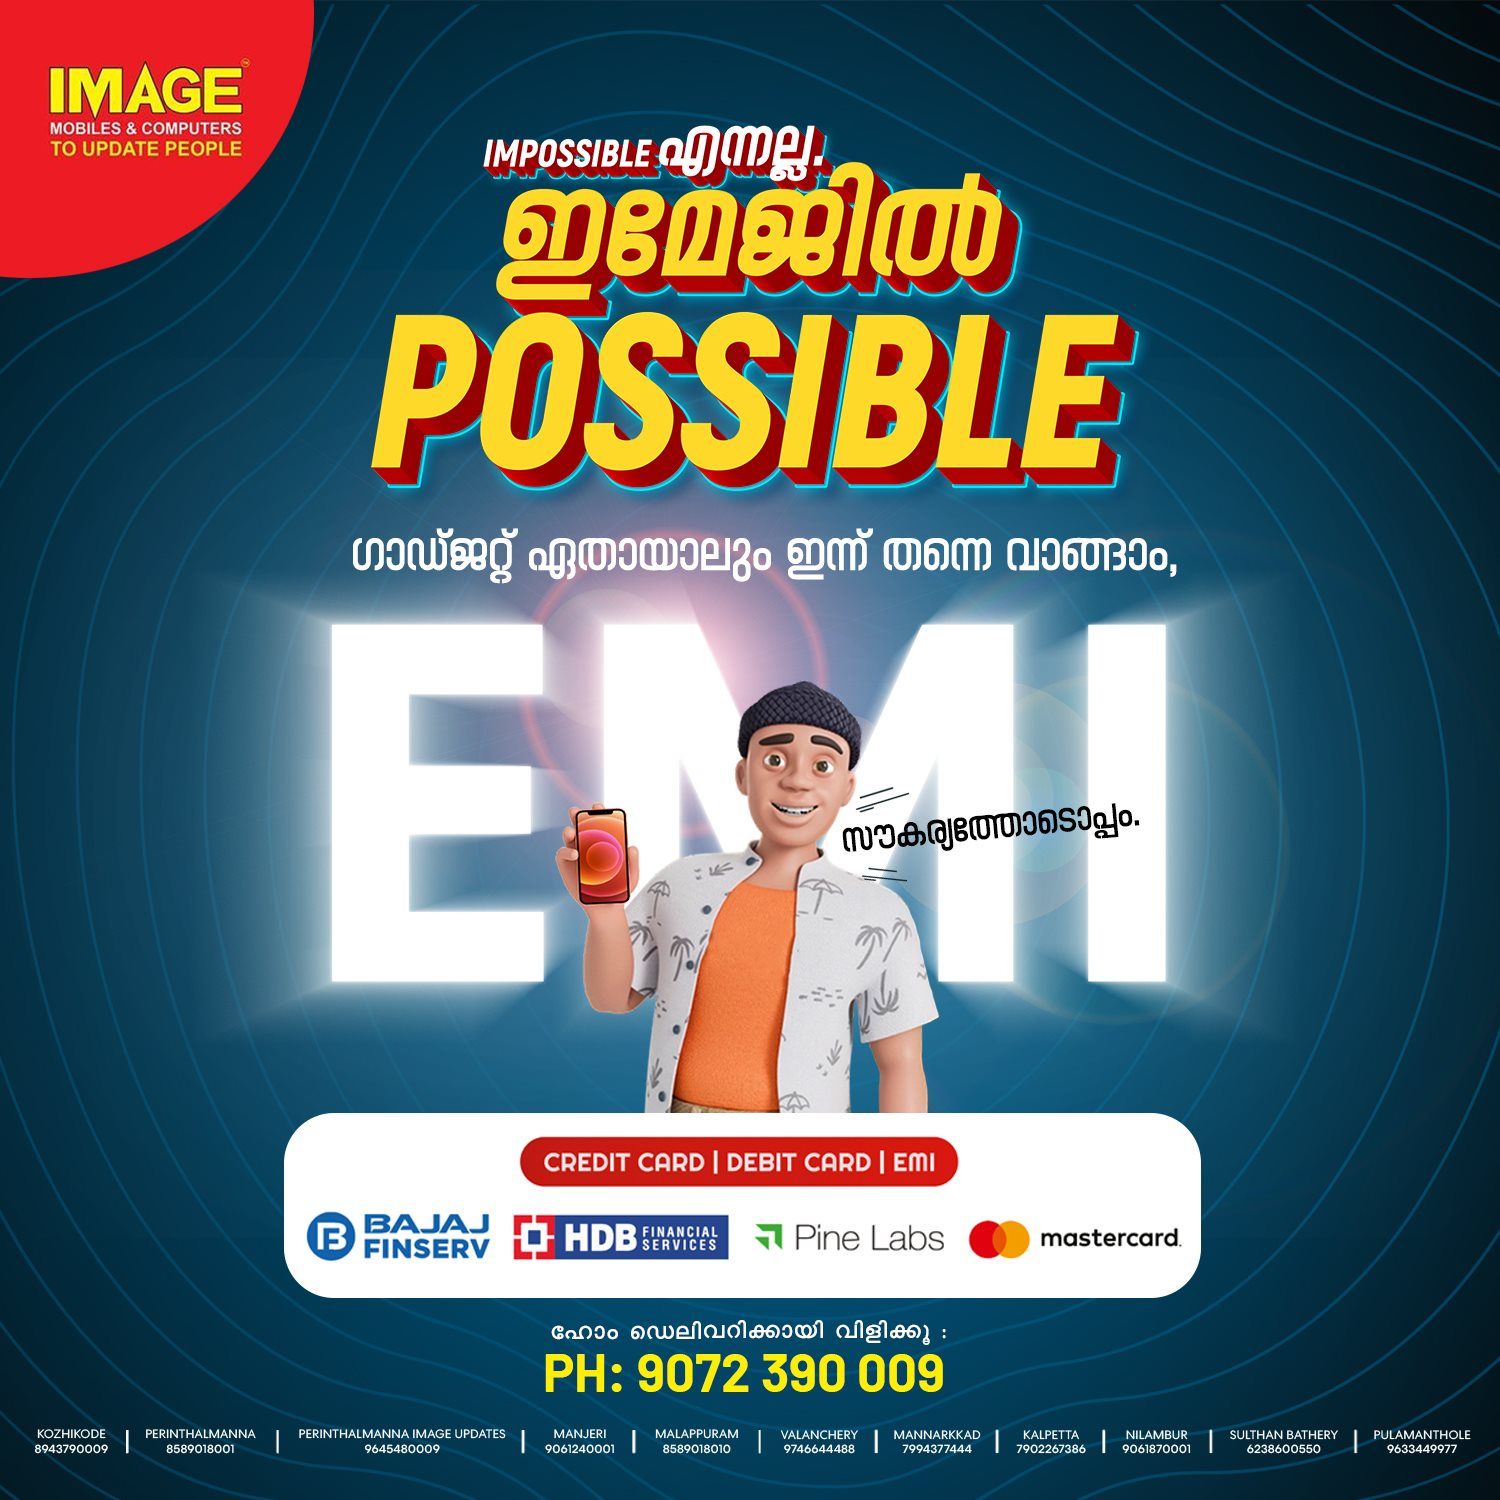 IMAGE
MOBILES & COMPUTERS
TO UPDATE PEOPLE
IMPOSSIBLE എന്നല്ല.
ഇമേജിൽ
POSSIBLE
ഗാഡ്ജറ്റ് ഏതായാലും ഇന്ന് തന്നെ വാങ്ങാം,
EMI
സൗകര്യത്തോടൊപ്പം.
CREDIT CARD | DEBIT CARD | EMI
B BAJAJ FINSERV
HDB FINANCIAL SERVICES
Pine Labs
mastercard.
ഹോം ഡെലിവറിക്കായി വിളിക്കൂ :
PH: 9072 390 009
KOZHIKODE 8943790009 | PERINTHALMANNA 8589018001 | PERINTHALMANNA IMAGE UPDATES 9645480009 | MANJERI 9061240001 | MALAPPURAM 8589018010 | VALANCHERY 9746644488 | MANNARKKAD 7994377444 | KALPETTA 7902267386 | NILAMBUR 9061870001 | SULTHAN BATHERY 6238600550 | PULAMANTHOLE 9633449977